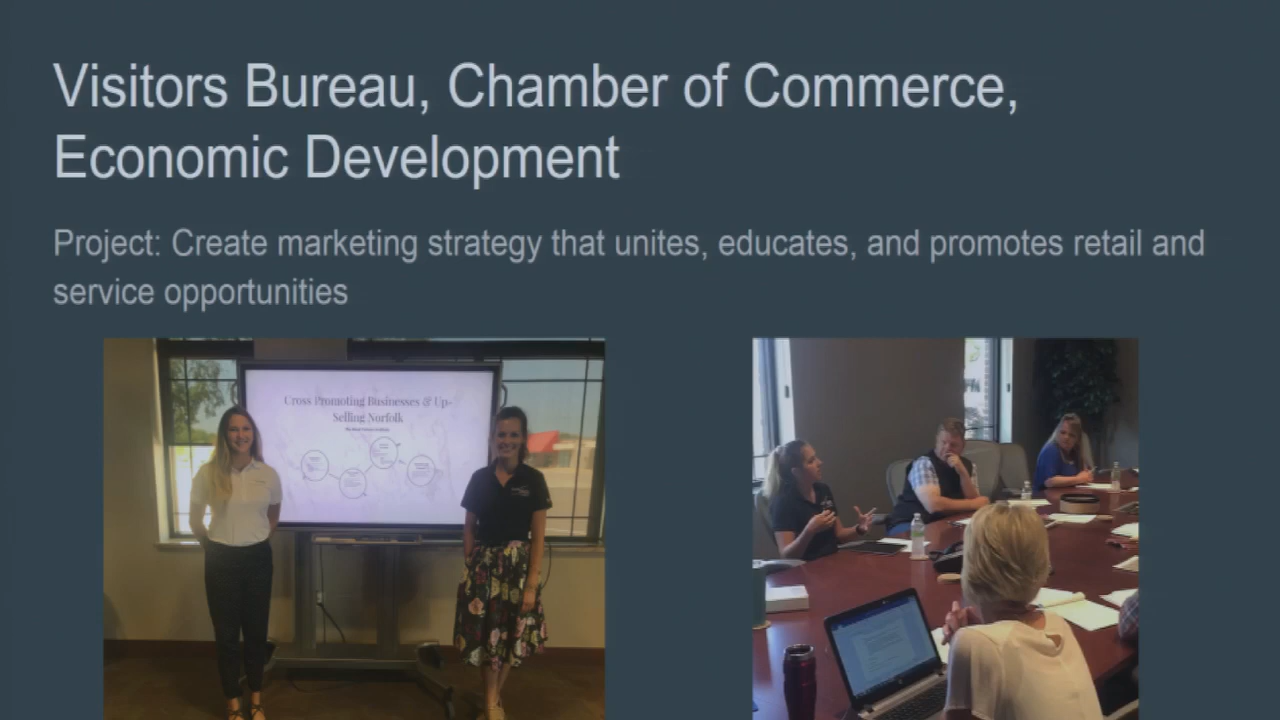 Visitors Bureau, Chamber of Commerce,
Economic Development
Project: Create marketing strategy that unites, educates, and promotes retail and
service opportunities
Cross Promoting Businesses & Up-
Selling Norfolk